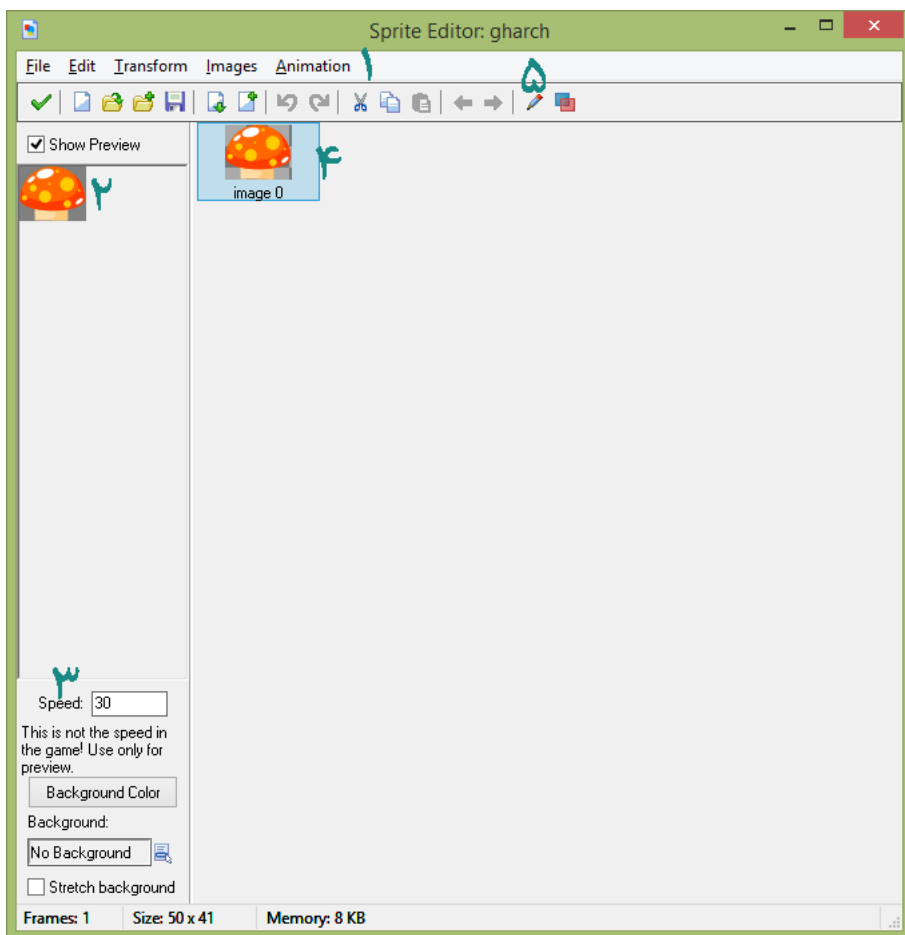 Sprite Editor: gharch
File Edit Transform Images Animation ۱
۵
Show Preview
۲
image 0
۴
۳
Speed: 30
This is not the speed in
the game! Use only for
preview.
Background Color
Background:
No Background
Stretch background
Frames: 1 Size: 50 x 41 Memory: 8 KB